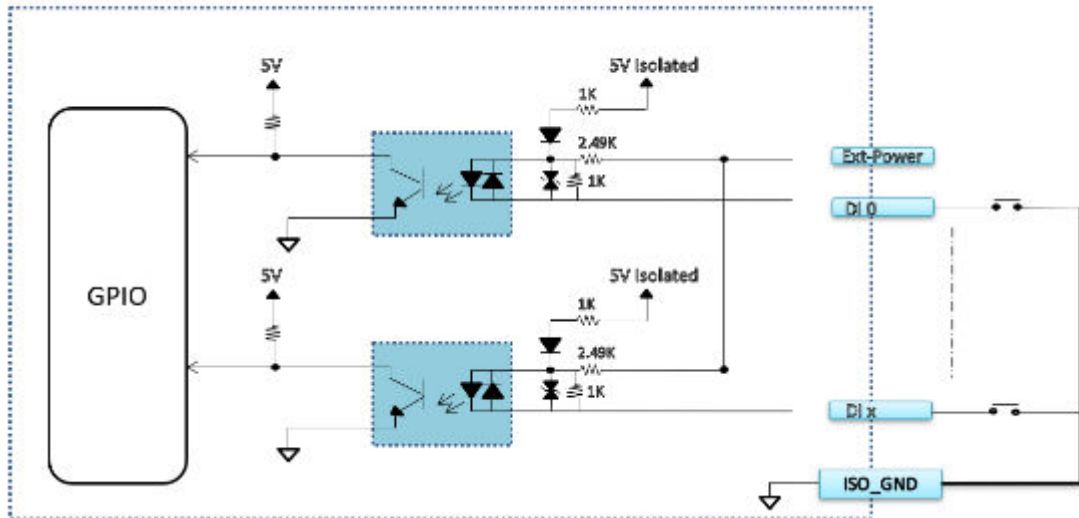 5V
5V Isolated
1K
2.49K
1K
Ext-Power
DI 0
GPIO
5V
5V Isolated
1K
2.49K
1K
DI x
ISO_GND